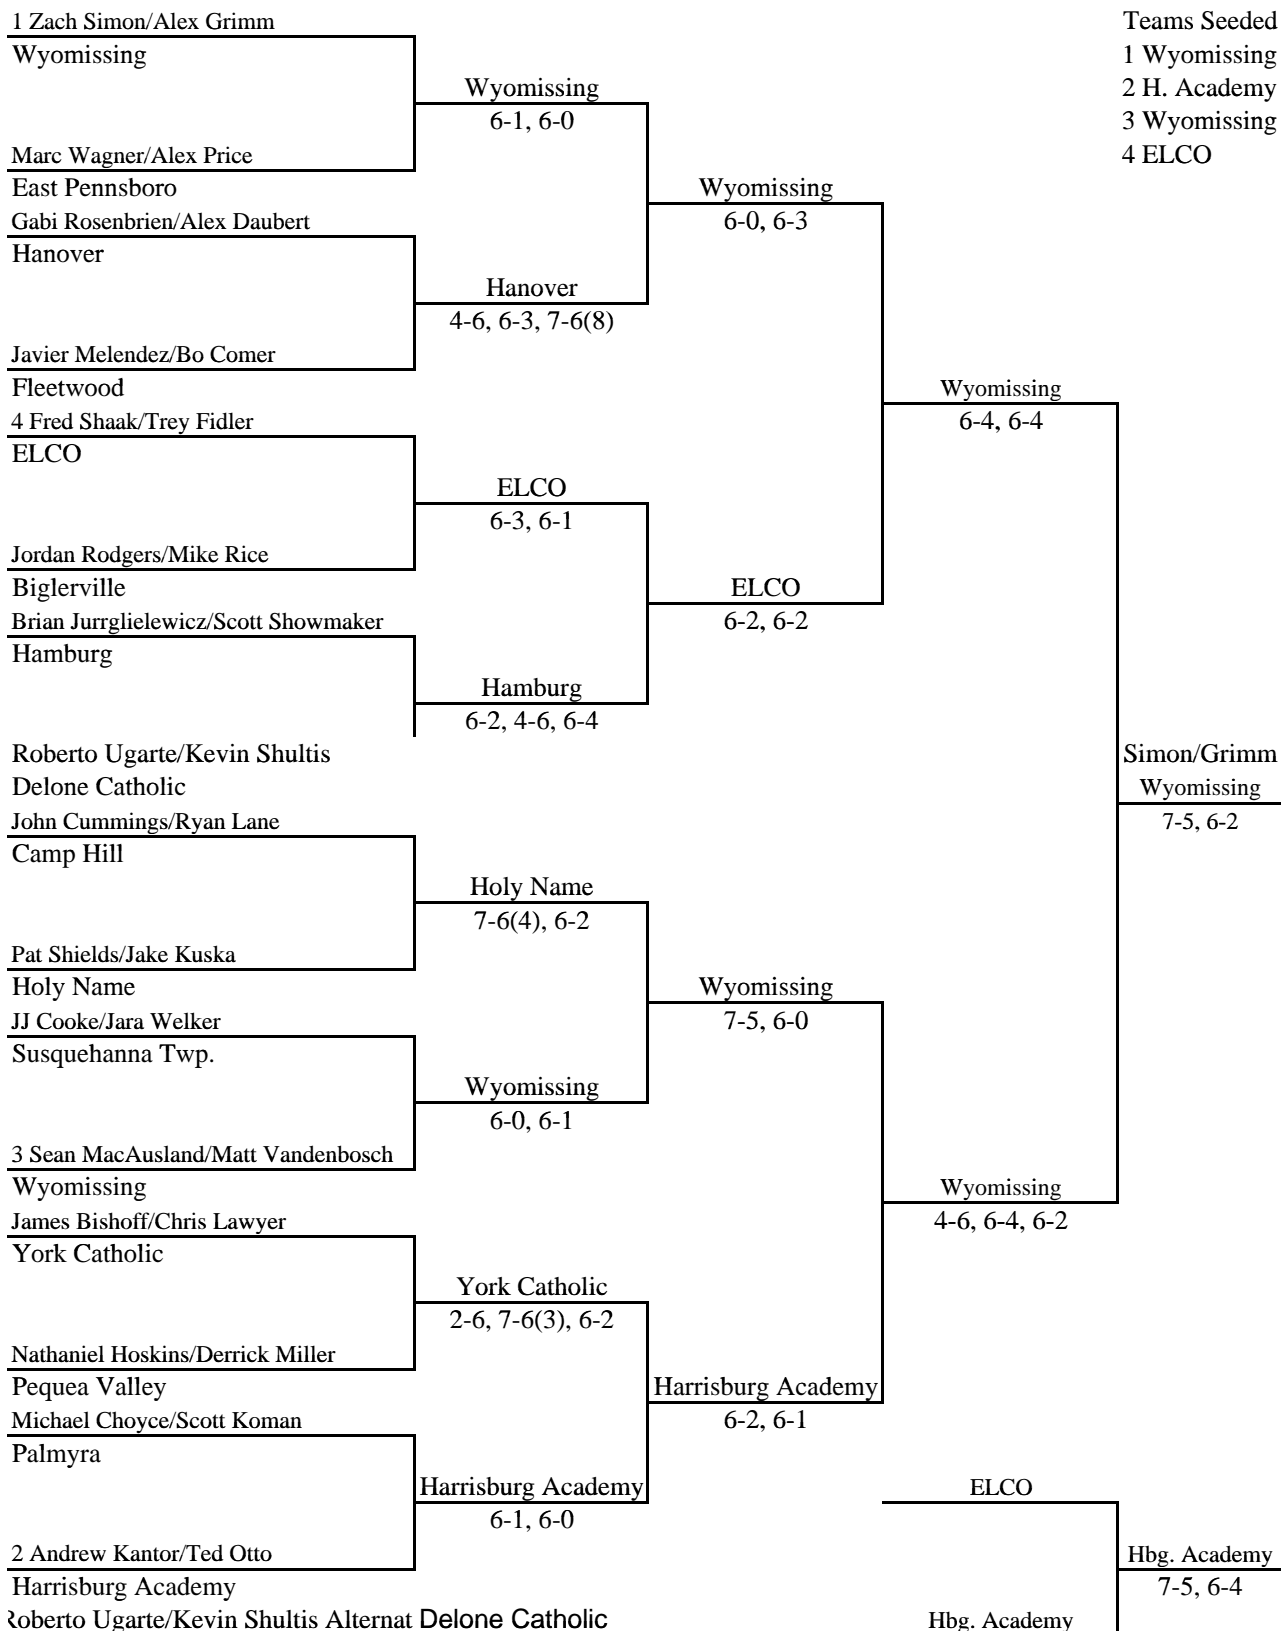 1 Zach Simon/Alex Grimm
Wyomissing
Wyomissing
6-1, 6-0
Marc Wagner/Alex Price
East Pennsboro
Wyomissing
6-0, 6-3
Gabi Rosenbrien/Alex Daubert
Hanover
Hanover
4-6, 6-3, 7-6(8)
Javier Melendez/Bo Comer
Fleetwood
Wyomissing
6-4, 6-4
4 Fred Shaak/Trey Fidler
ELCO
ELCO
6-3, 6-1
Jordan Rodgers/Mike Rice
Biglerville
ELCO
6-2, 6-2
Brian Jurrglielewicz/Scott Showmaker
Hamburg
Hamburg
6-2, 4-6, 6-4
Roberto Ugarte/Kevin Shultis
Delone Catholic
Simon/Grimm
Wyomissing
7-5, 6-2
John Cummings/Ryan Lane
Camp Hill
Holy Name
7-6(4), 6-2
Pat Shields/Jake Kuska
Holy Name
Wyomissing
7-5, 6-0
JJ Cooke/Jara Welker
Susquehanna Twp.
Wyomissing
6-0, 6-1
3 Sean MacAusland/Matt Vandenbosch
Wyomissing
Wyomissing
4-6, 6-4, 6-2
James Bishoff/Chris Lawyer
York Catholic
York Catholic
2-6, 7-6(3), 6-2
Nathaniel Hoskins/Derrick Miller
Pequea Valley
Harrisburg Academy
6-2, 6-1
Michael Choyce/Scott Koman
Palmyra
Harrisburg Academy
6-1, 6-0
2 Andrew Kantor/Ted Otto
Harrisburg Academy
Roberto Ugarte/Kevin Shultis Alternat Delone Catholic
ELCO
Hbg. Academy
7-5, 6-4
Hbg. Academy
Teams Seeded
1 Wyomissing
2 H. Academy
3 Wyomissing
4 ELCO